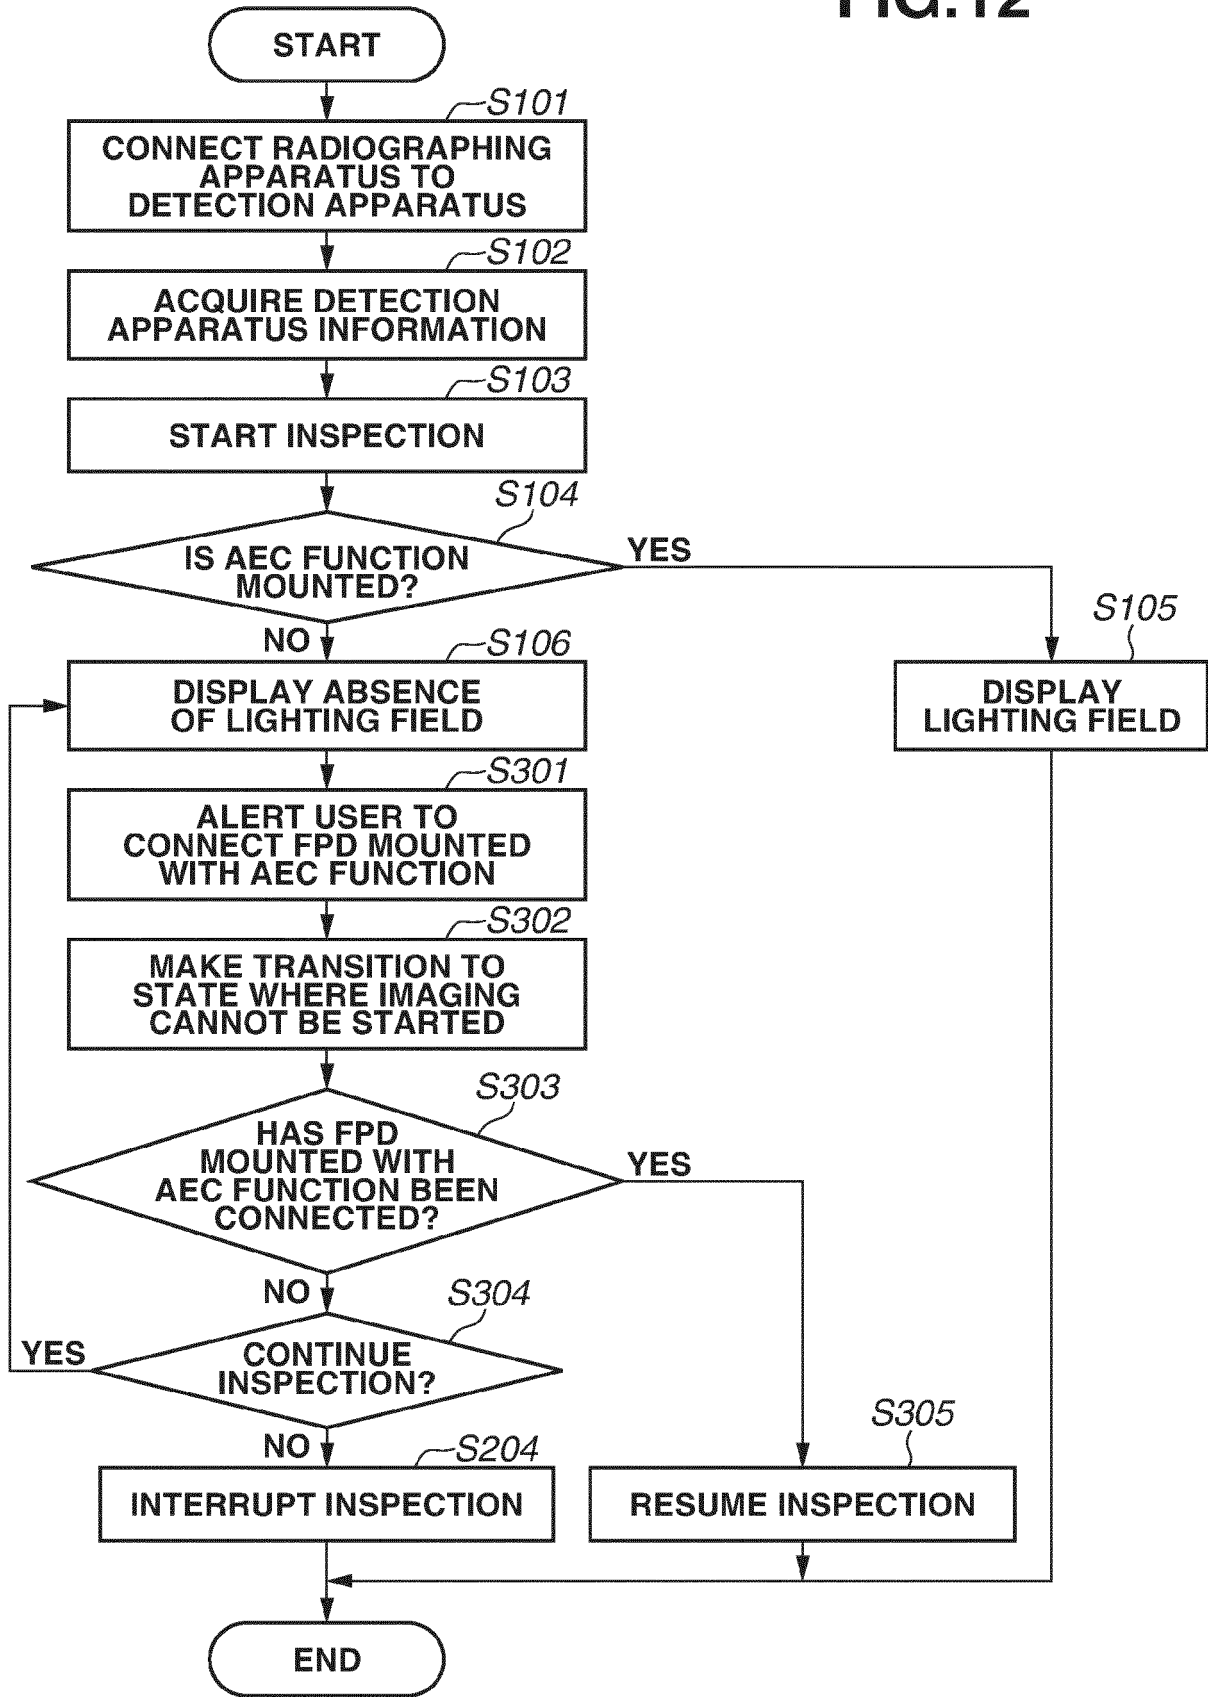 FIG.12
START
S101
CONNECT RADIOGRAPHING
APPARATUS TO
DETECTION APPARATUS
S102
ACQUIRE DETECTION
APPARATUS INFORMATION
S103
START INSPECTION
S104
IS AEC FUNCTION
MOUNTED?
YES
NO
S105
DISPLAY
LIGHTING FIELD
S106
DISPLAY ABSENCE
OF LIGHTING FIELD
S301
ALERT USER TO
CONNECT FPD MOUNTED
WITH AEC FUNCTION
S302
MAKE TRANSITION TO
STATE WHERE IMAGING
CANNOT BE STARTED
S303
HAS FPD
MOUNTED WITH
AEC FUNCTION BEEN
CONNECTED?
YES
NO
S304
CONTINUE
INSPECTION?
YES
NO
S204
INTERRUPT INSPECTION
S305
RESUME INSPECTION
END